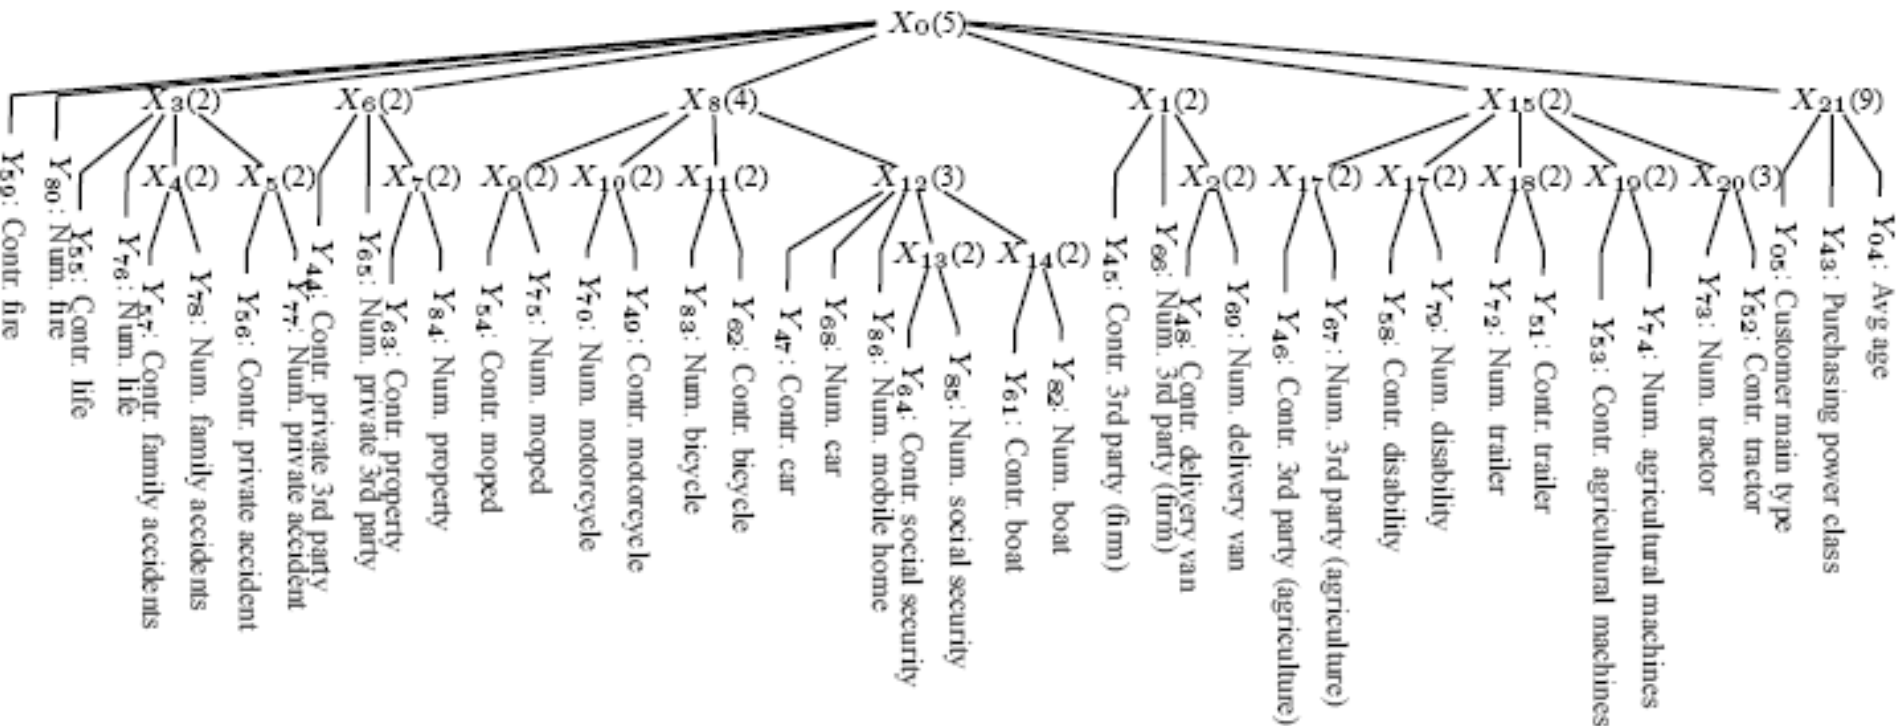 X₀(5)
X₃(2)
X₆(2)
X₈(4)
X₁(2)
X₁₅(2)
X₂₁(9)
X₄(2)
X₅(2)
X₇(2)
X₉(2)
X₁₀(2)
X₁₁(2)
X₁₂(3)
X₂(2)
X₁₇(2)
X₁₇(2)
X₁₈(2)
X₁₉(2)
X₂₀(3)
X₁₃(2)
X₁₄(2)
Y₅₉: Contr. fire
Y₈₀: Num. fire
Y₅₅: Contr. life
Y₇₆: Num. life
Y₅₇: Contr. family accidents
Y₇₈: Num. family accidents
Y₅₆: Contr. private accident
Y₇₇: Num. private accident
Y₄₄: Contr. private 3rd party
Y₆₅: Num. private 3rd party
Y₆₃: Contr. property
Y₈₄: Num. property
Y₅₄: Contr. moped
Y₇₅: Num. moped
Y₇₀: Num. motorcycle
Y₄₉: Contr. motorcycle
Y₈₃: Num. bicycle
Y₆₂: Contr. bicycle
Y₄₇: Contr. car
Y₆₈: Num. car
Y₈₆: Num. mobile home
Y₆₄: Contr. social security
Y₈₅: Num. social security
Y₆₁: Contr. boat
Y₈₂: Num. boat
Y₄₅: Contr. 3rd party (firm)
Y₆₆: Num. 3rd party (firm)
Y₄₈: Contr. delivery van
Y₆₉: Num. delivery van
Y₄₆: Contr. 3rd party (agriculture)
Y₆₇: Num. 3rd party (agriculture)
Y₅₈: Contr. disability
Y₇₉: Num. disability
Y₇₂: Num. trailer
Y₅₁: Contr. trailer
Y₅₃: Contr. agricultural machines
Y₇₄: Num. agricultural machines
Y₇₃: Num. tractor
Y₅₂: Contr. tractor
Y₀₅: Customer main type
Y₄₃: Purchasing power class
Y₀₄: Avg age